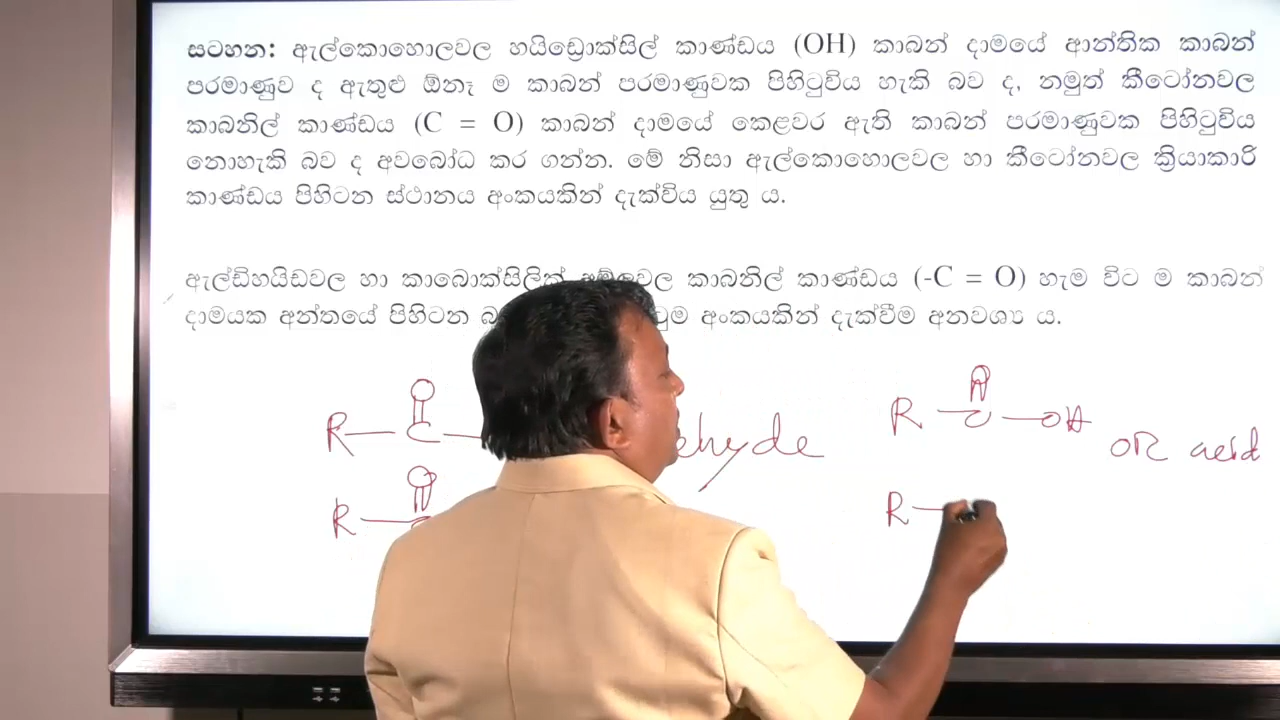 සටහන: ඇල්කොහොලවල හයිඩ්‍රොක්සිල් කාණ්ඩය (OH) කාබන් දාමයේ ආන්තික කාබන්
පරමාණුව ද ඇතුළු ඕනෑ ම කාබන් පරමාණුවක පිහිටුවිය හැකි බව ද, නමුත් කීටෝනවල
කාබනිල් කාණ්ඩය (C = O) කාබන් දාමයේ කෙළවර ඇති කාබන් පරමාණුවක පිහිටුවිය
නොහැකි බව ද අවබෝධ කර ගන්න. මේ නිසා ඇල්කොහොලවල හා කීටෝනවල ක්‍රියාකාරි
කාණ්ඩය පිහිටන ස්ථානය අංකයකින් දැක්විය යුතු ය.
ඇල්ඩිහයිඩවල හා කාබොක්සිලික් අම්ලවල කාබනිල් කාණ්ඩය (-C = O) හැම විට ම කාබන්
දාමයක අන්තයේ පිහිටන අංකයකින් දැක්වීම අනවශ්‍ය ය.
O O
R — C — R — C — OH
OR acid
O
R — R —